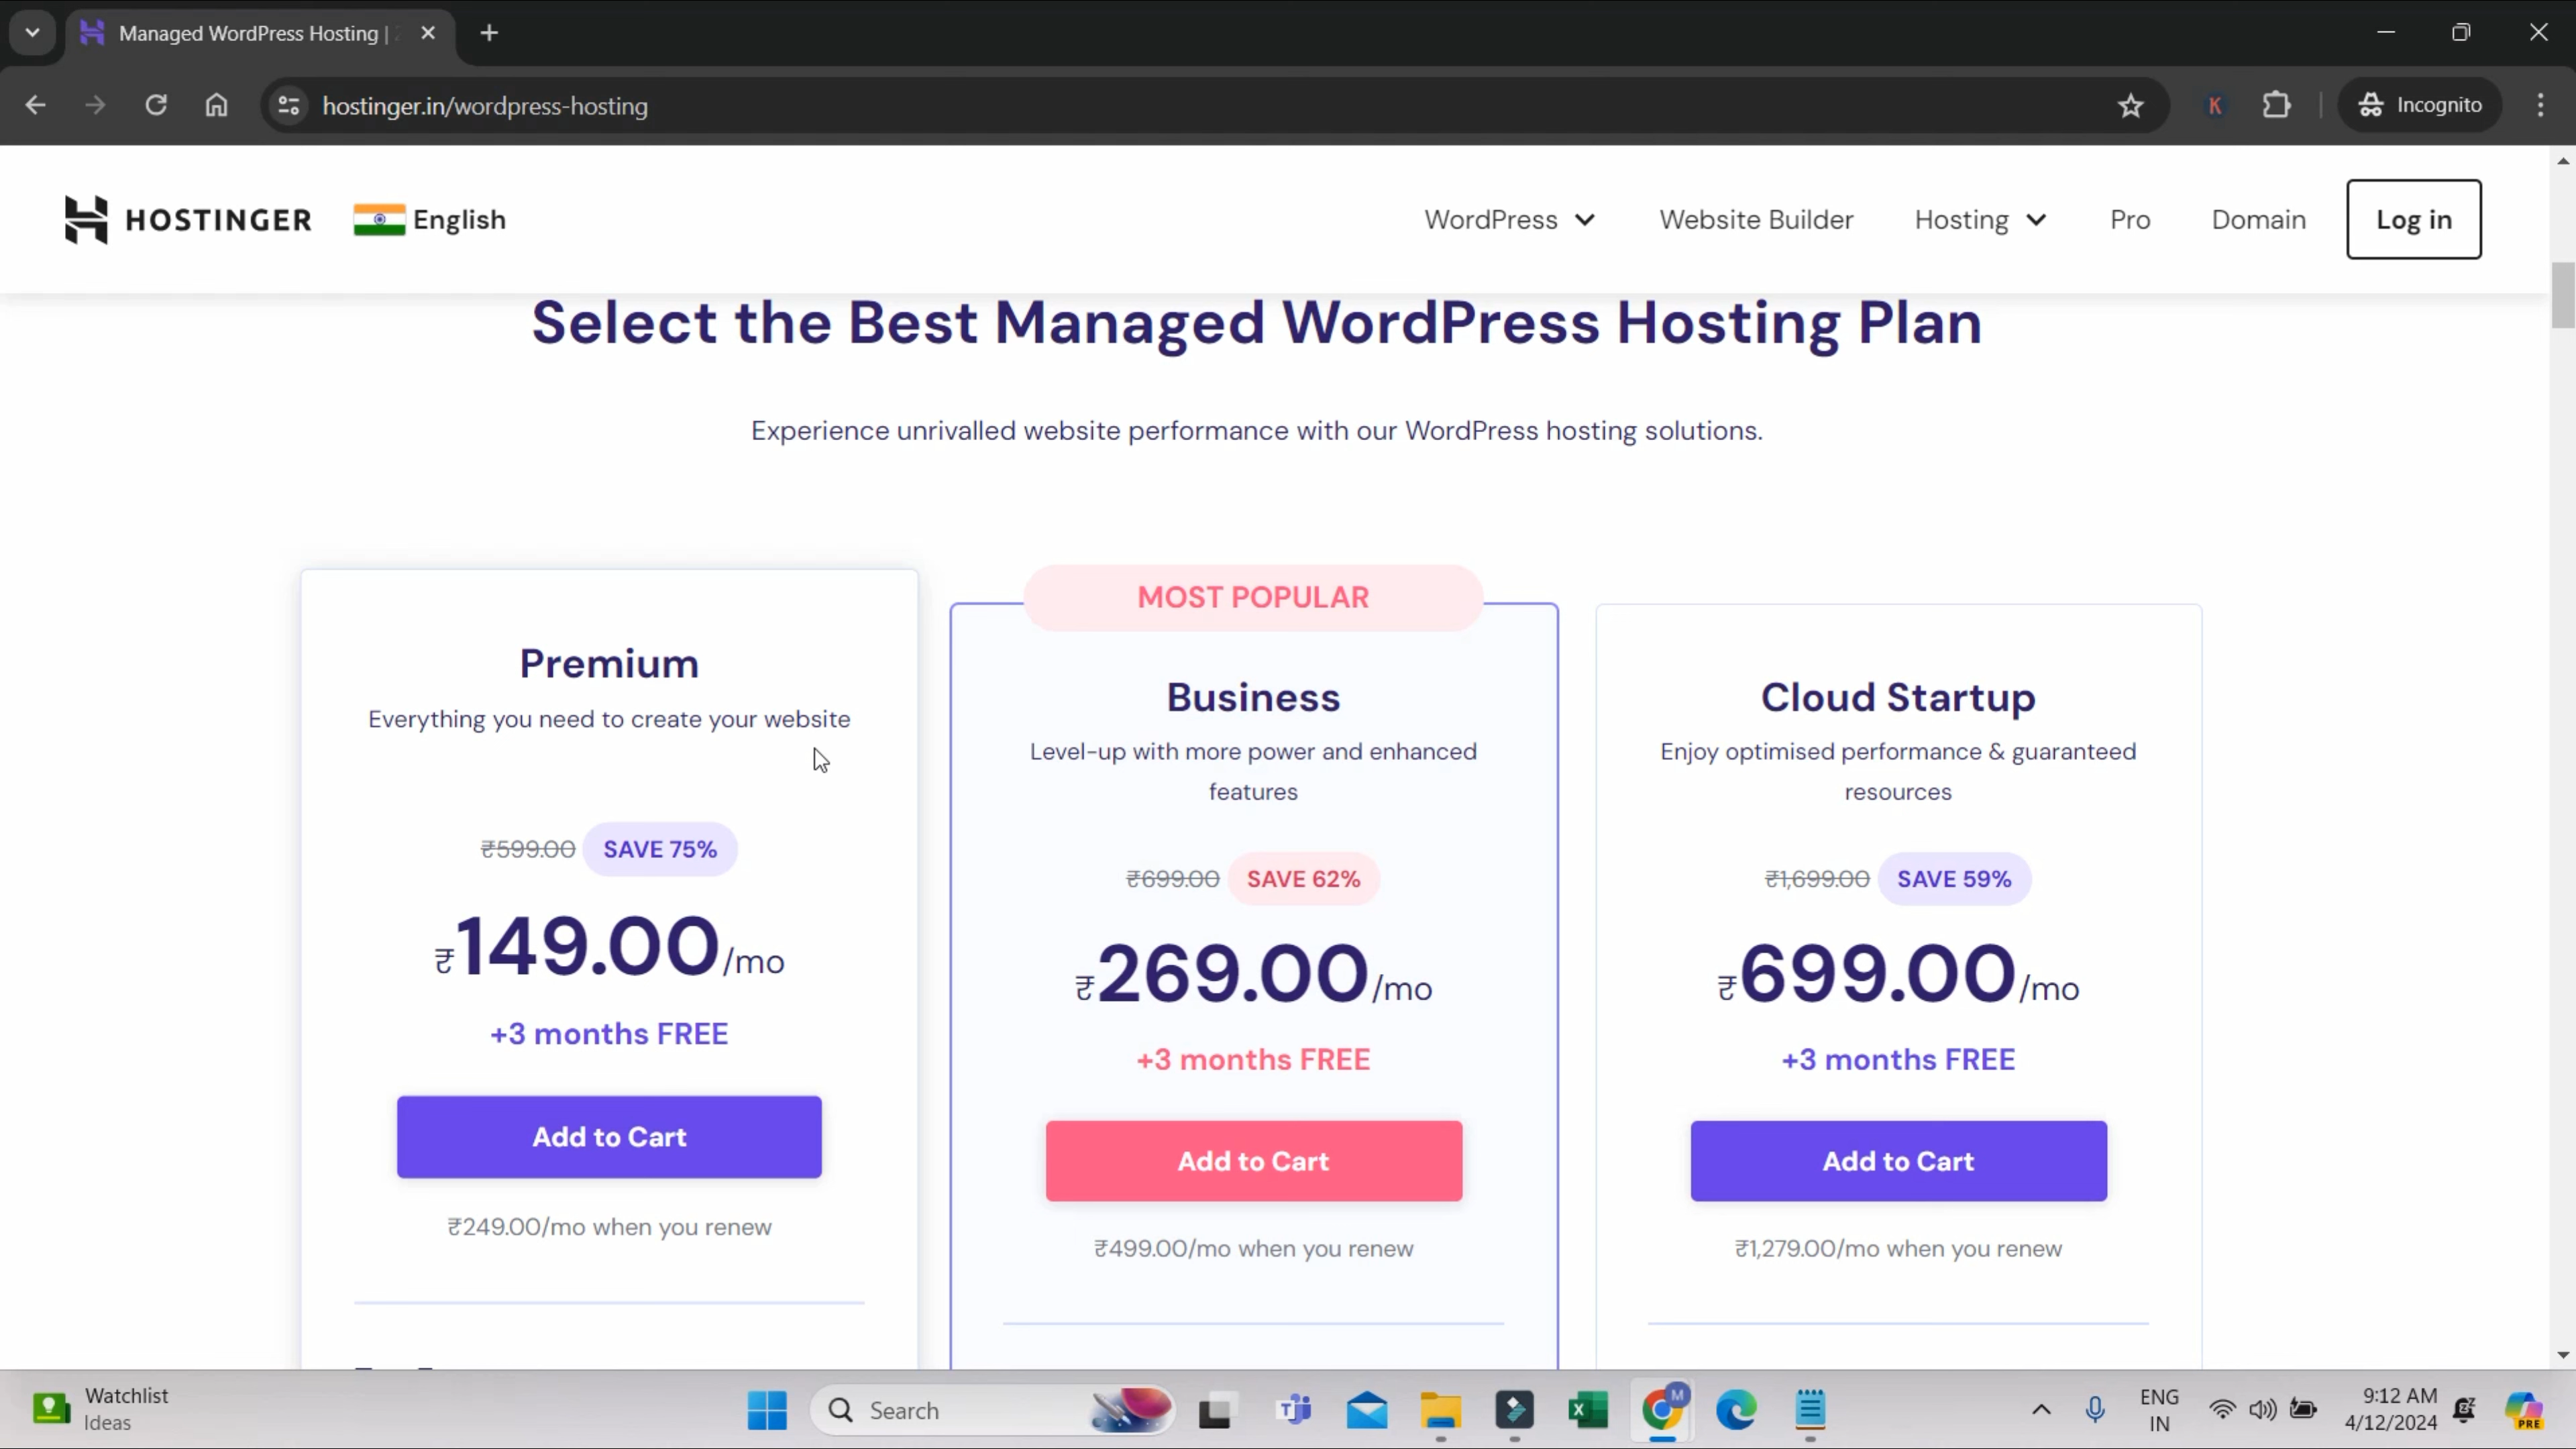 Managed WordPress Hosting |
hostinger.in/wordpress-hosting
K
Incognito
HOSTINGER
English
WordPress
Website Builder
Hosting
Pro
Domain
Log in
Select the Best Managed WordPress Hosting Plan
Experience unrivalled website performance with our WordPress hosting solutions.
Premium
Everything you need to create your website
₹599.00 SAVE 75%
₹149.00/mo
+3 months FREE
Add to Cart
₹249.00/mo when you renew
MOST POPULAR
Business
Level-up with more power and enhanced
features
₹699.00 SAVE 62%
₹269.00/mo
+3 months FREE
Add to Cart
₹499.00/mo when you renew
Cloud Startup
Enjoy optimised performance & guaranteed
resources
₹1,699.00 SAVE 59%
₹699.00/mo
+3 months FREE
Add to Cart
₹1,279.00/mo when you renew
Watchlist
Ideas
Search
M
ENG
IN
9:12 AM
4/12/2024
PRE